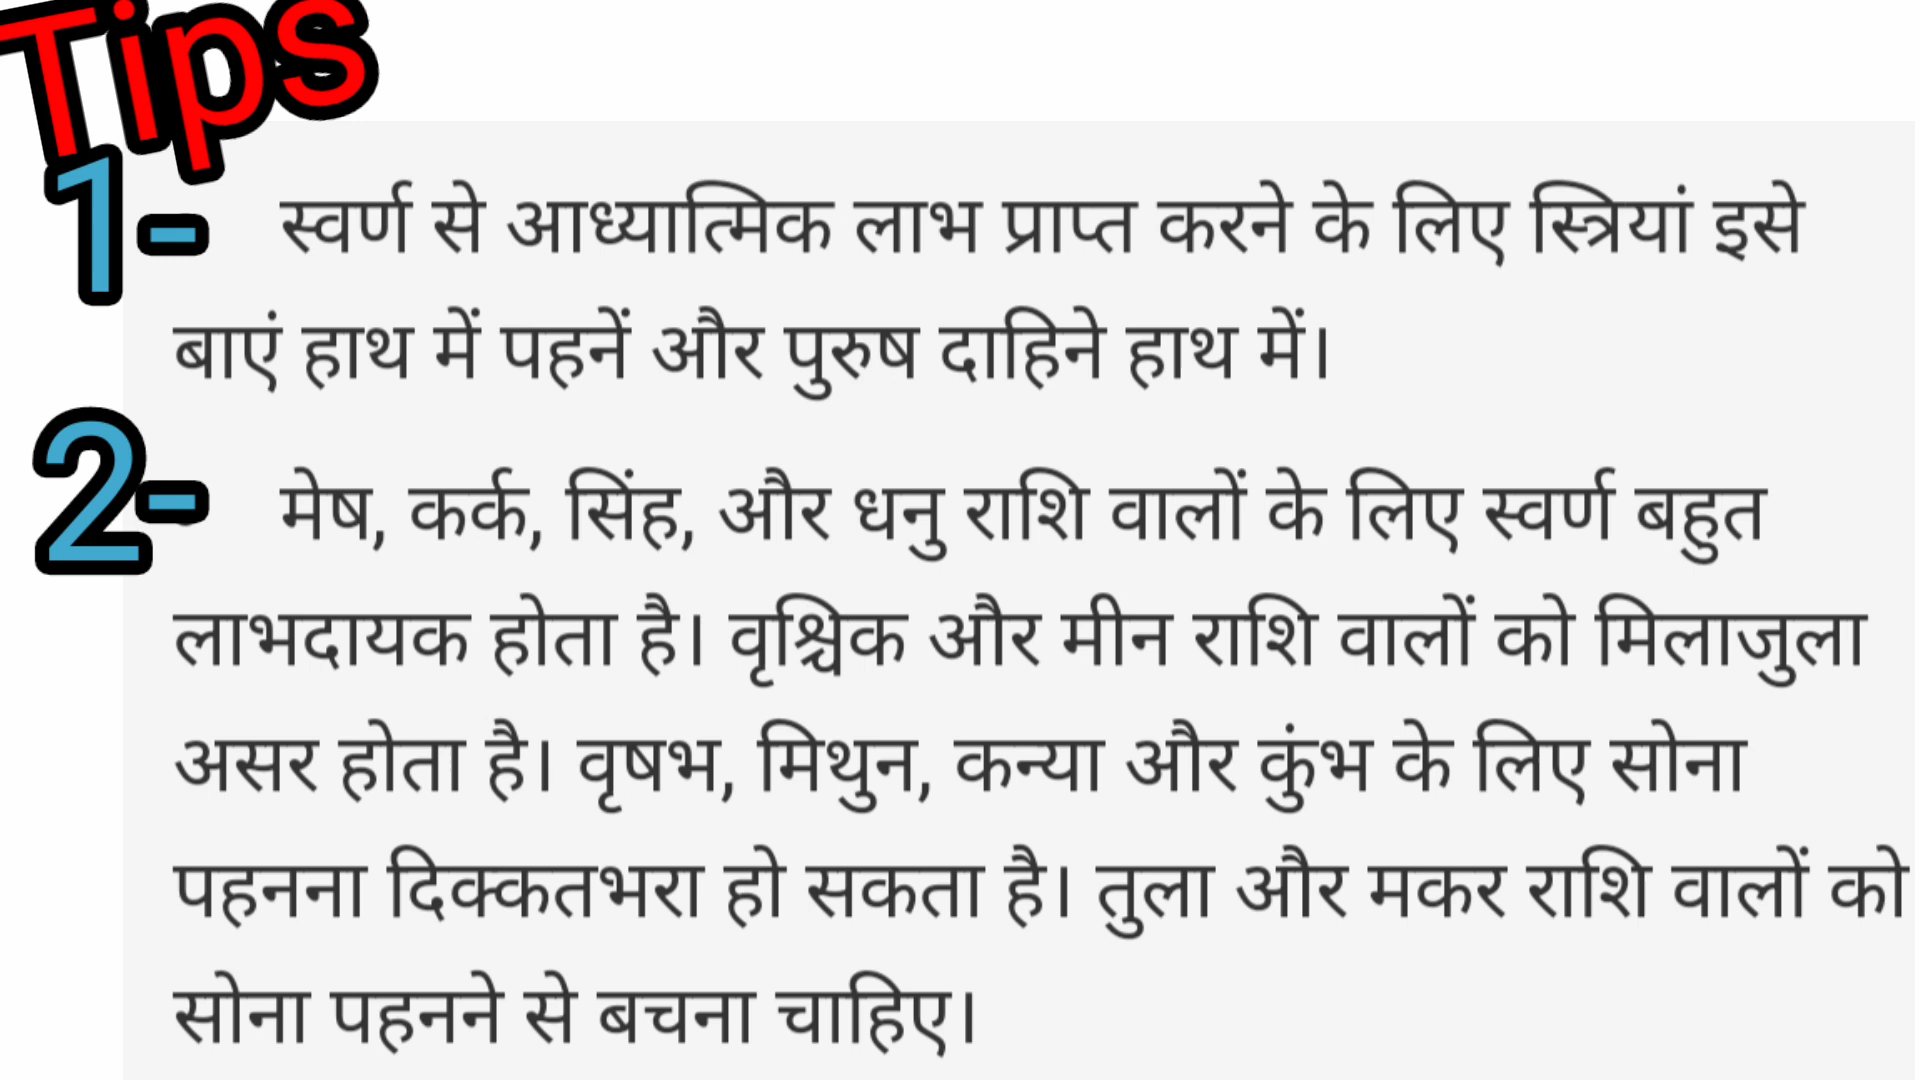 Tips
1- स्वर्ण से आध्यात्मिक लाभ प्राप्त करने के लिए स्त्रियां इसे
बाएं हाथ में पहनें और पुरुष दाहिने हाथ में।
2- मेष, कर्क, सिंह, और धनु राशि वालों के लिए स्वर्ण बहुत
लाभदायक होता है। वृश्चिक और मीन राशि वालों को मिलाजुला
असर होता है। वृषभ, मिथुन, कन्या और कुंभ के लिए सोना
पहनना दिक्कतभरा हो सकता है। तुला और मकर राशि वालों को
सोना पहनने से बचना चाहिए।